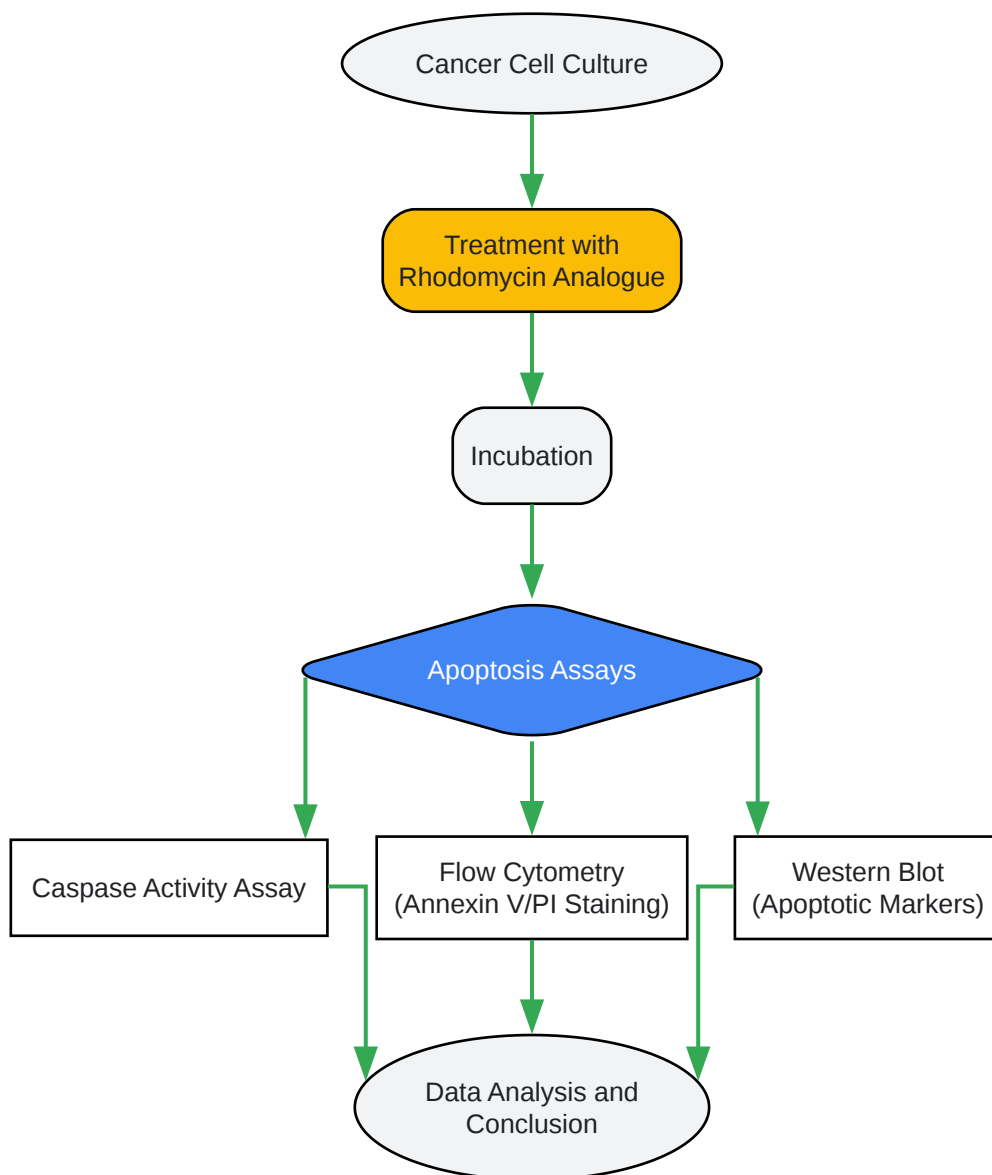 Cancer Cell Culture
Treatment with
Rhodomycin Analogue
Incubation
Apoptosis Assays
Caspase Activity Assay
Flow Cytometry
(Annexin V/PI Staining)
Western Blot
(Apoptotic Markers)
Data Analysis and
Conclusion